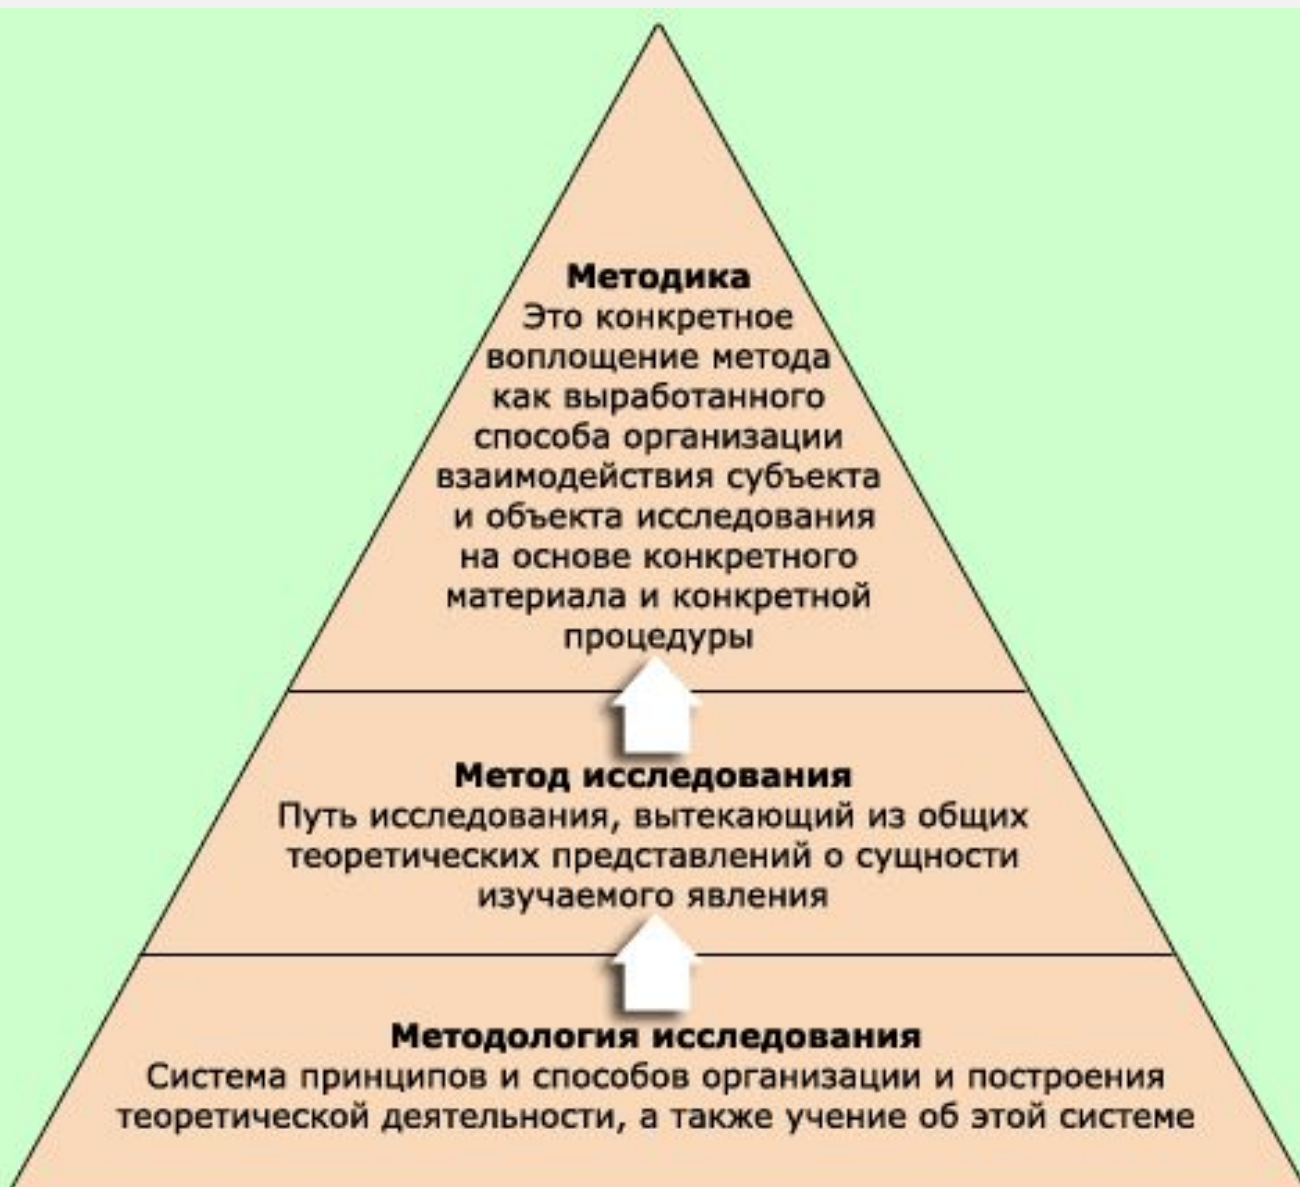 Методика
Это конкретное
воплощение метода
как выработанного
способа организации
взаимодействия субъекта
и объекта исследования
на основе конкретного
материала и конкретной
процедуры
Метод исследования
Путь исследования, вытекающий из общих
теоретических представлений о сущности
изучаемого явления
Методология исследования
Система принципов и способов организации и построения
теоретической деятельности, а также учение об этой системе